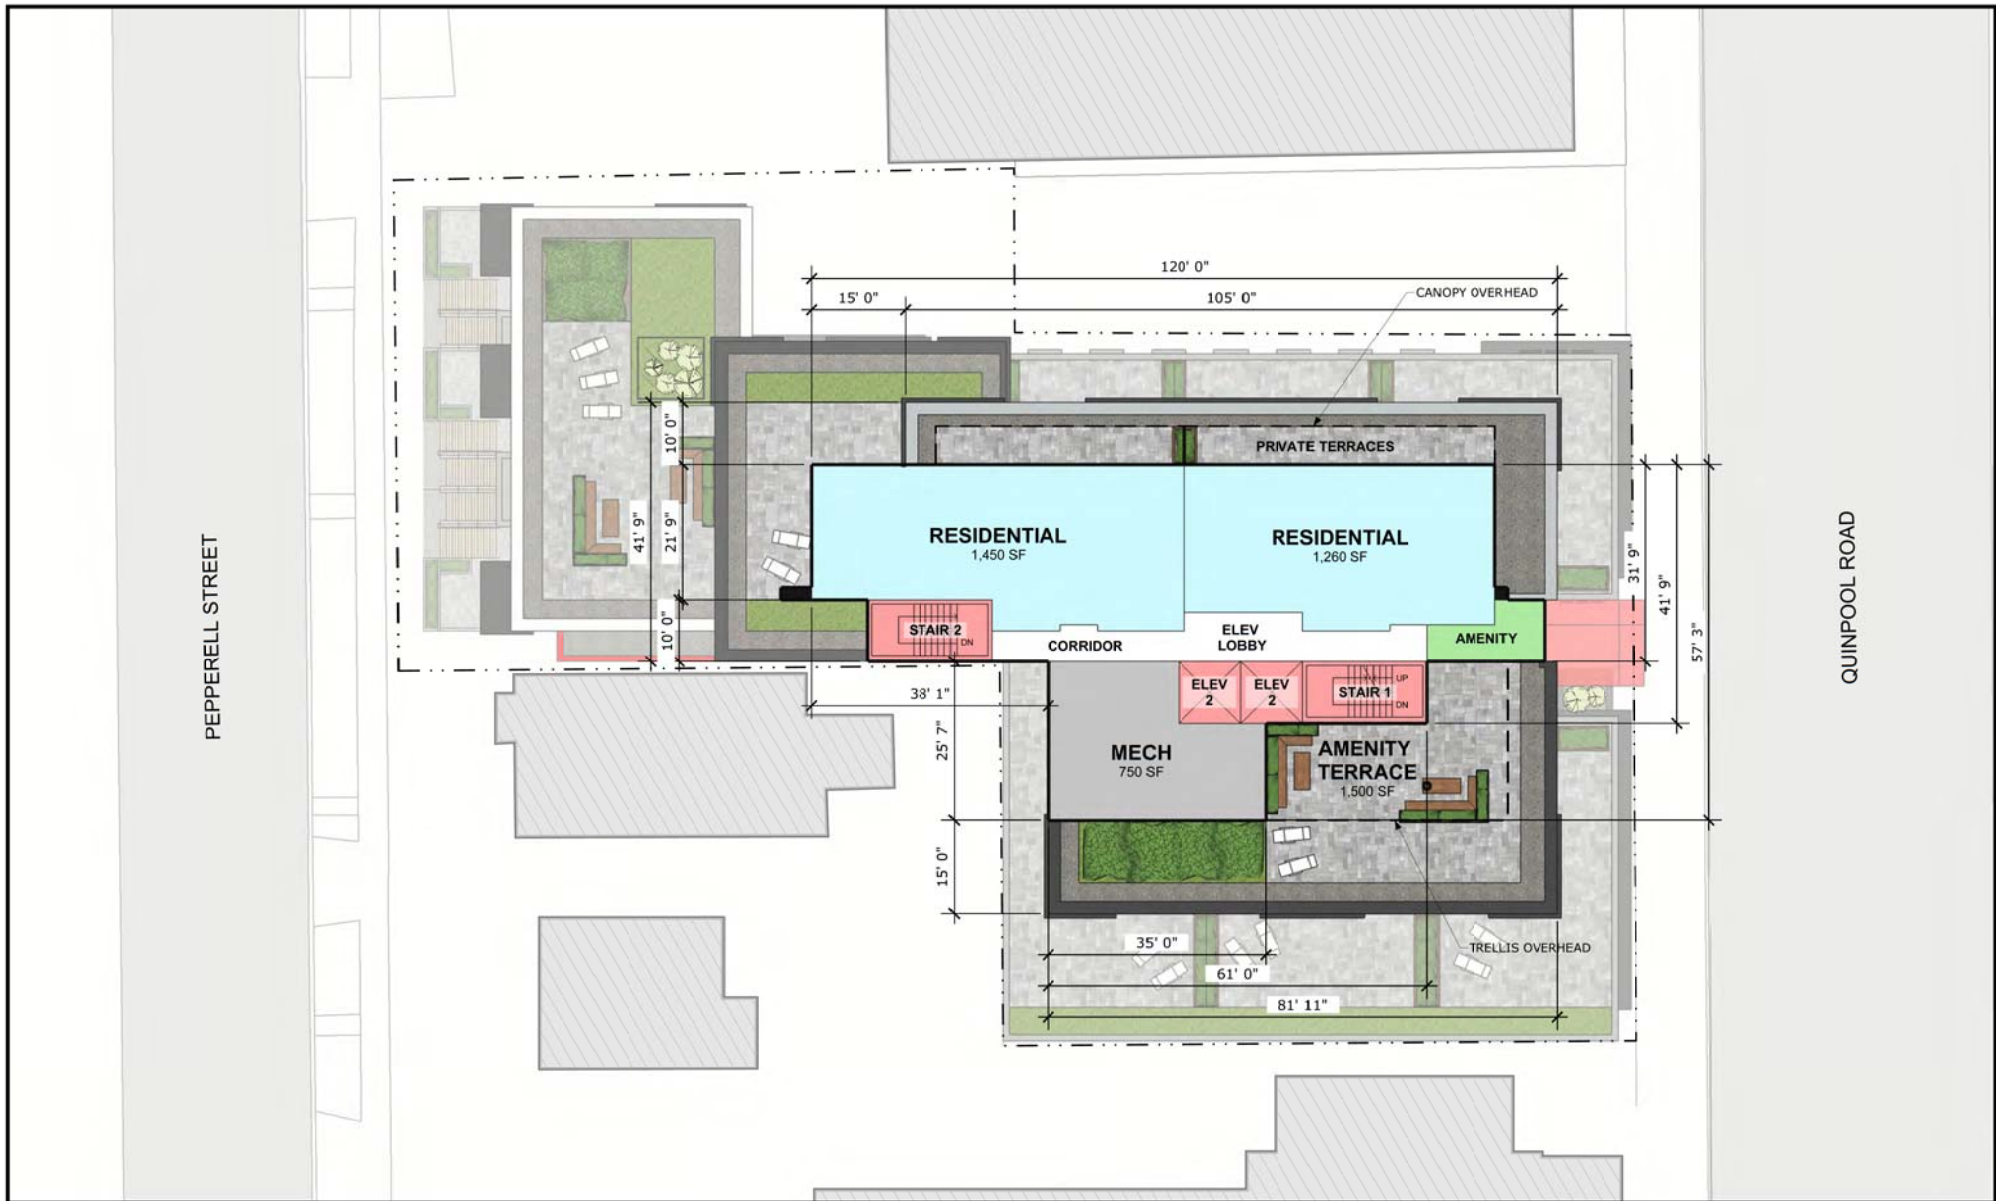 120' 0"
15' 0"
105' 0"
CANOPY OVERHEAD
PRIVATE TERRACES
10' 0"
41' 9"
21' 9"
10' 0"
RESIDENTIAL
1,450 SF
RESIDENTIAL
1,260 SF
31' 9"
41' 9"
57' 3"
PEPPERELL STREET
QUINPOOL ROAD
STAIR 2
DN
CORRIDOR
ELEV
LOBBY
AMENITY
ELEV
2
ELEV
2
STAIR 1
UP
DN
38' 1"
25' 7"
MECH
750 SF
AMENITY
TERRACE
1,500 SF
15' 0"
35' 0"
TRELLIS OVERHEAD
61' 0"
81' 11"